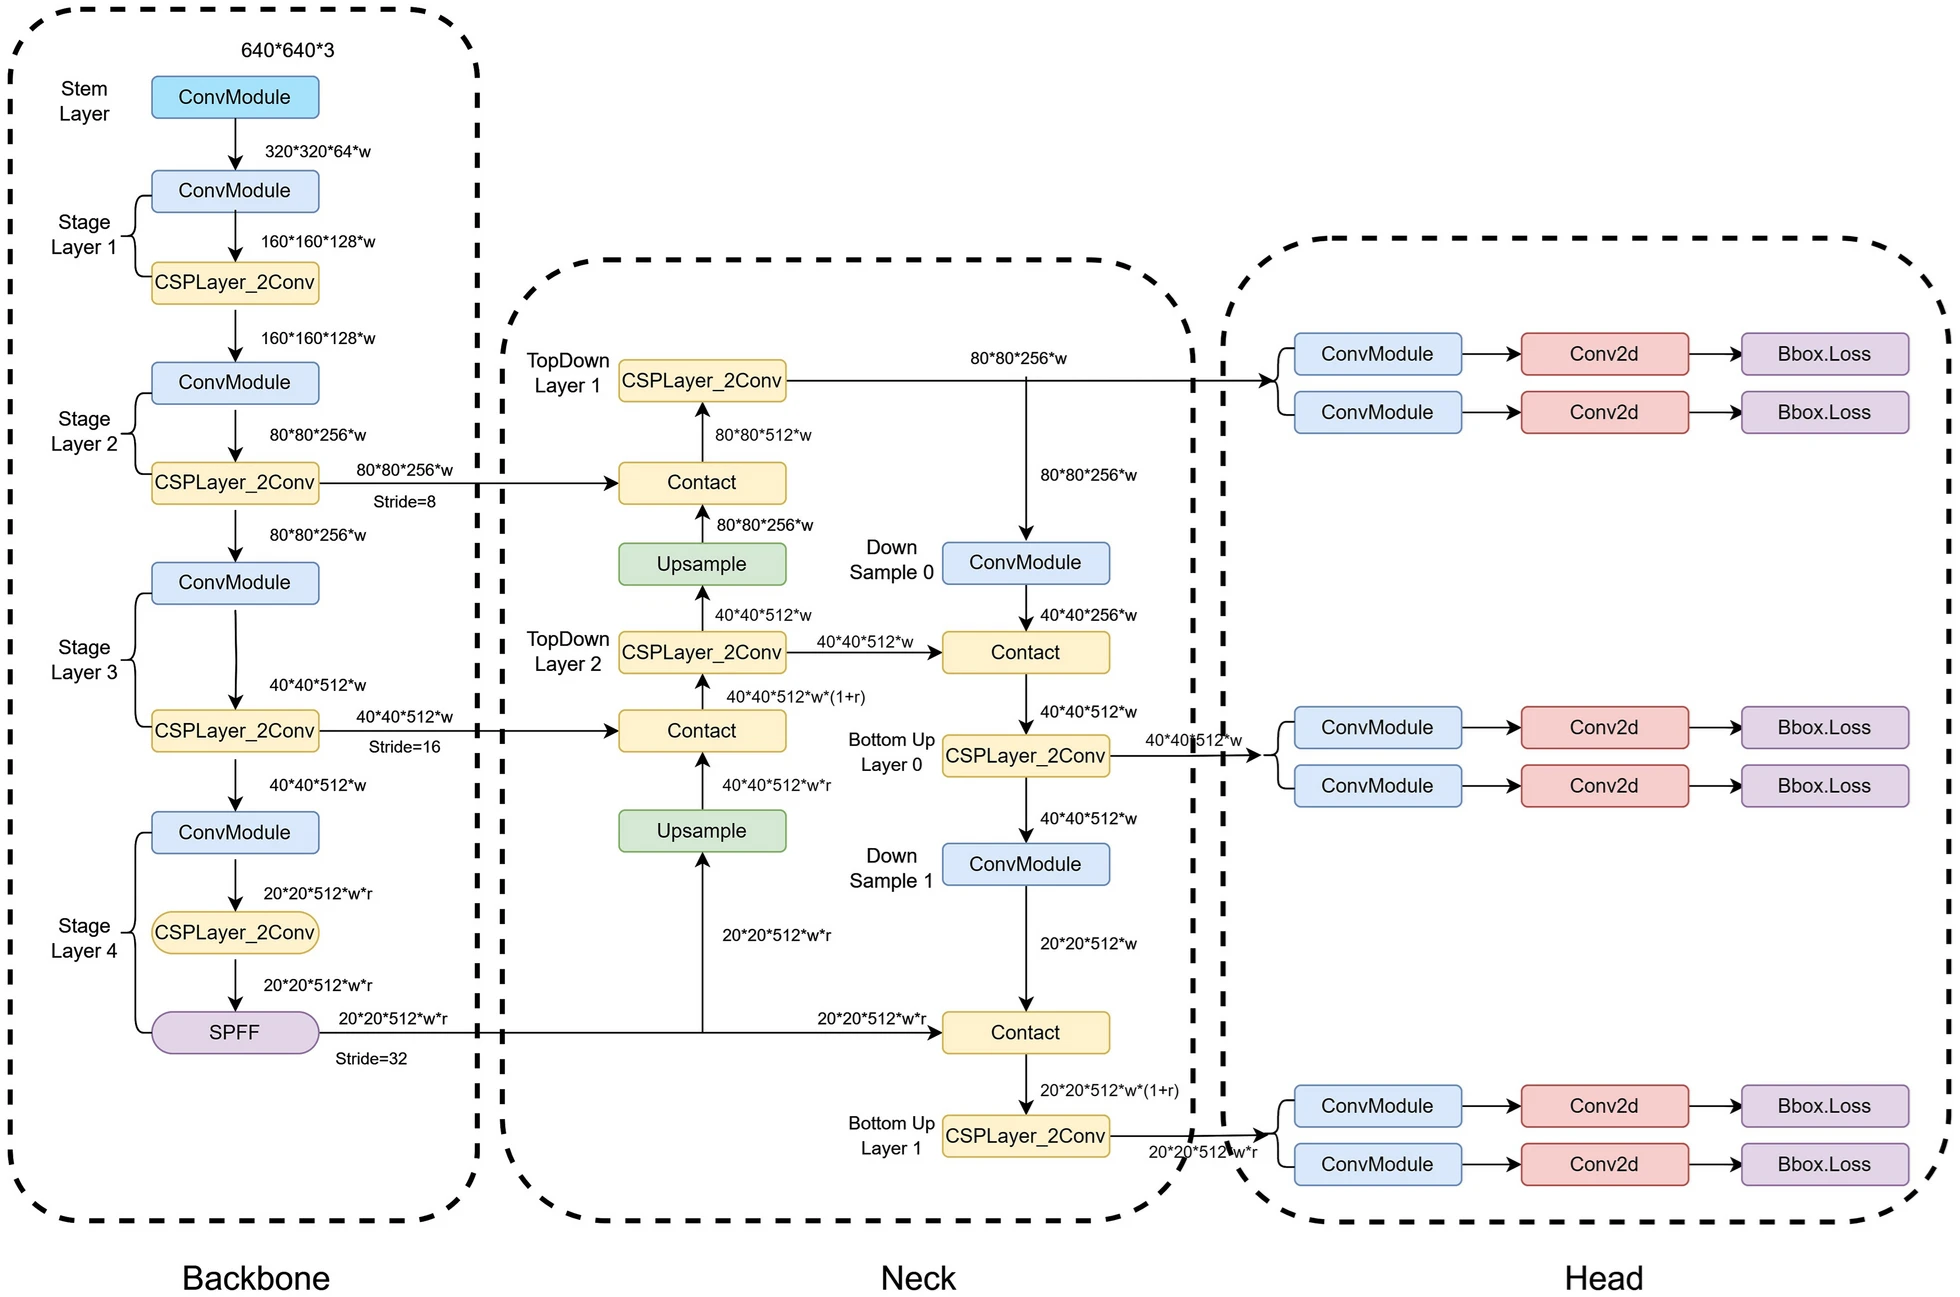 640*640*3
Stem
Layer
ConvModule
320*320*64*w
ConvModule
Stage
Layer 1
160*160*128*w
CSPLayer_2Conv
160*160*128*w
ConvModule
Stage
Layer 2
80*80*256*w
CSPLayer_2Conv
80*80*256*w
Stride=8
80*80*256*w
ConvModule
Stage
Layer 3
40*40*512*w
CSPLayer_2Conv
40*40*512*w
Stride=16
40*40*512*w
ConvModule
20*20*512*w*r
Stage
Layer 4
CSPLayer_2Conv
20*20*512*w*r
SPFF
20*20*512*w*r
Stride=32
Backbone
TopDown
Layer 1
CSPLayer_2Conv
80*80*256*w
80*80*512*w
Contact
80*80*256*w
Upsample
40*40*512*w
TopDown
Layer 2
CSPLayer_2Conv
40*40*512*w
40*40*512*w*(1+r)
Contact
40*40*512*w*r
Upsample
20*20*512*w*r
20*20*512*w*r
80*80*256*w
Down
Sample 0
ConvModule
40*40*256*w
Contact
40*40*512*w
Bottom Up
Layer 0
CSPLayer_2Conv
40*40*512*w
40*40*512*w
Down
Sample 1
ConvModule
20*20*512*w
Contact
20*20*512*w*(1+r)
Bottom Up
Layer 1
CSPLayer_2Conv
20*20*512*w*r
Neck
ConvModule
Conv2d
Bbox.Loss
ConvModule
Conv2d
Bbox.Loss
ConvModule
Conv2d
Bbox.Loss
ConvModule
Conv2d
Bbox.Loss
ConvModule
Conv2d
Bbox.Loss
ConvModule
Conv2d
Bbox.Loss
Head